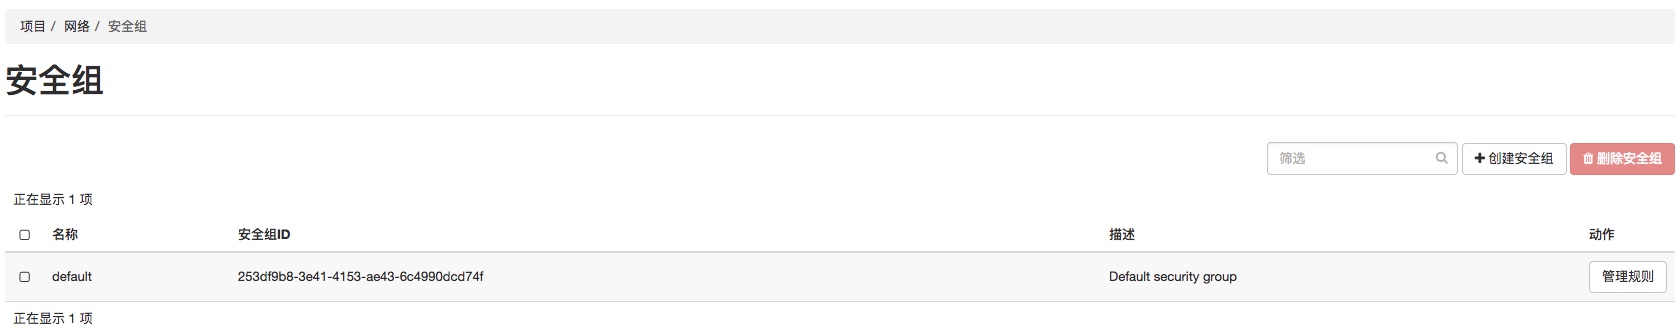 项目 / 网络 / 安全组
安全组
筛选 创建安全组 删除安全组
正在显示 1 项
名称 安全组ID 描述 动作
default 253df9b8-3e41-4153-ae43-6c4990dcd74f Default security group 管理规则
正在显示 1 项